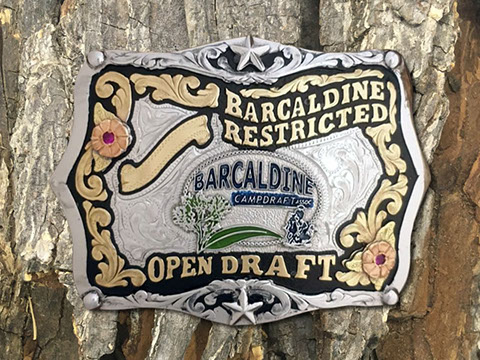 BARCALDINE
RESTRICTED
BARCALDINE
CAMPDRAFT ASSOC
OPEN DRAFT